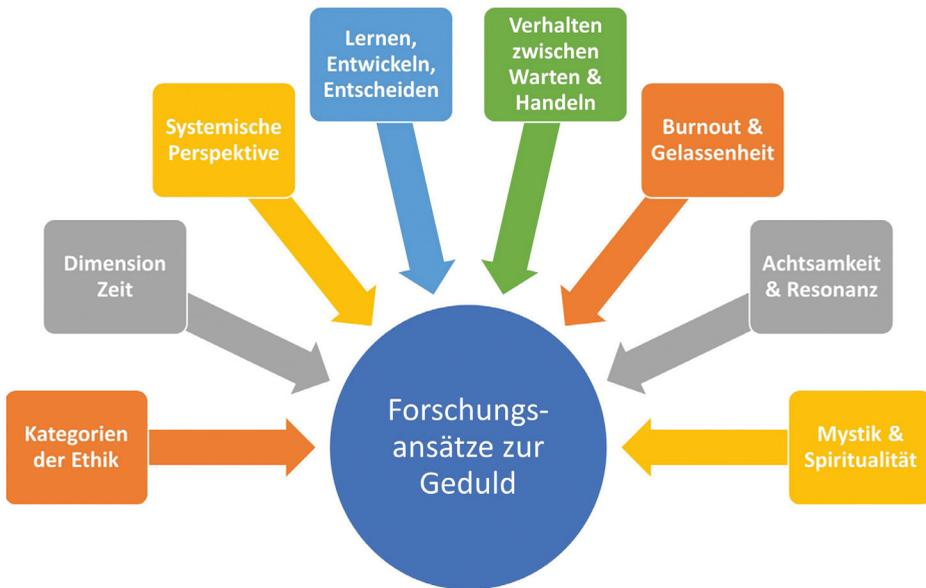 Lernen,
Entwickeln,
Entscheiden
Verhalten
zwischen
Warten &
Handeln
Systemische
Perspektive
Burnout &
Gelassenheit
Dimension
Zeit
Achtsamkeit
& Resonanz
Kategorien
der Ethik
Forschungs-
ansätze zur
Geduld
Mystik &
Spiritualität